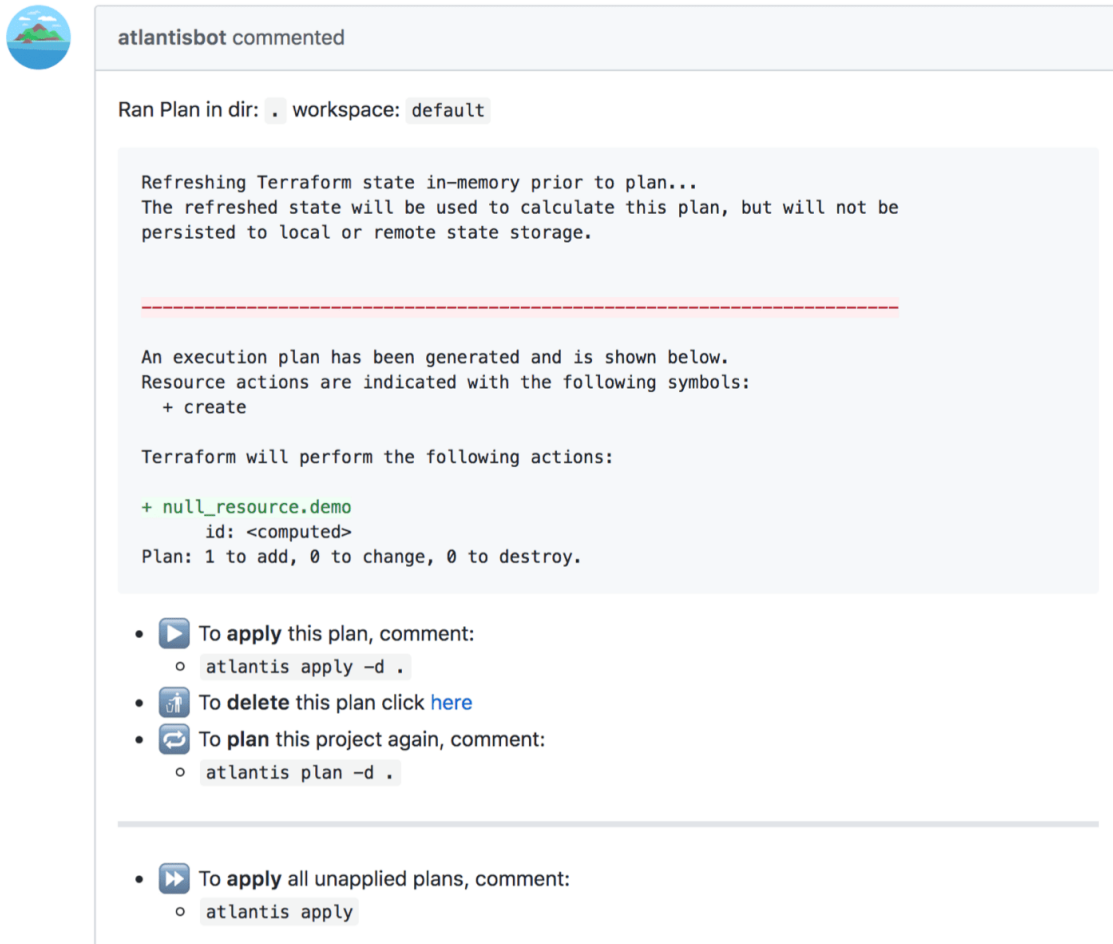 atlantisbot commented
Ran Plan in dir: . workspace: default
Refreshing Terraform state in-memory prior to plan...
The refreshed state will be used to calculate this plan, but will not be
persisted to local or remote state storage.
------------------------------------------------------------------------
An execution plan has been generated and is shown below.
Resource actions are indicated with the following symbols:
+ create
Terraform will perform the following actions:
+ null_resource.demo
id: <computed>
Plan: 1 to add, 0 to change, 0 to destroy.
To apply this plan, comment:
atlantis apply -d .
To delete this plan click here
To plan this project again, comment:
atlantis plan -d .
To apply all unapplied plans, comment:
atlantis apply